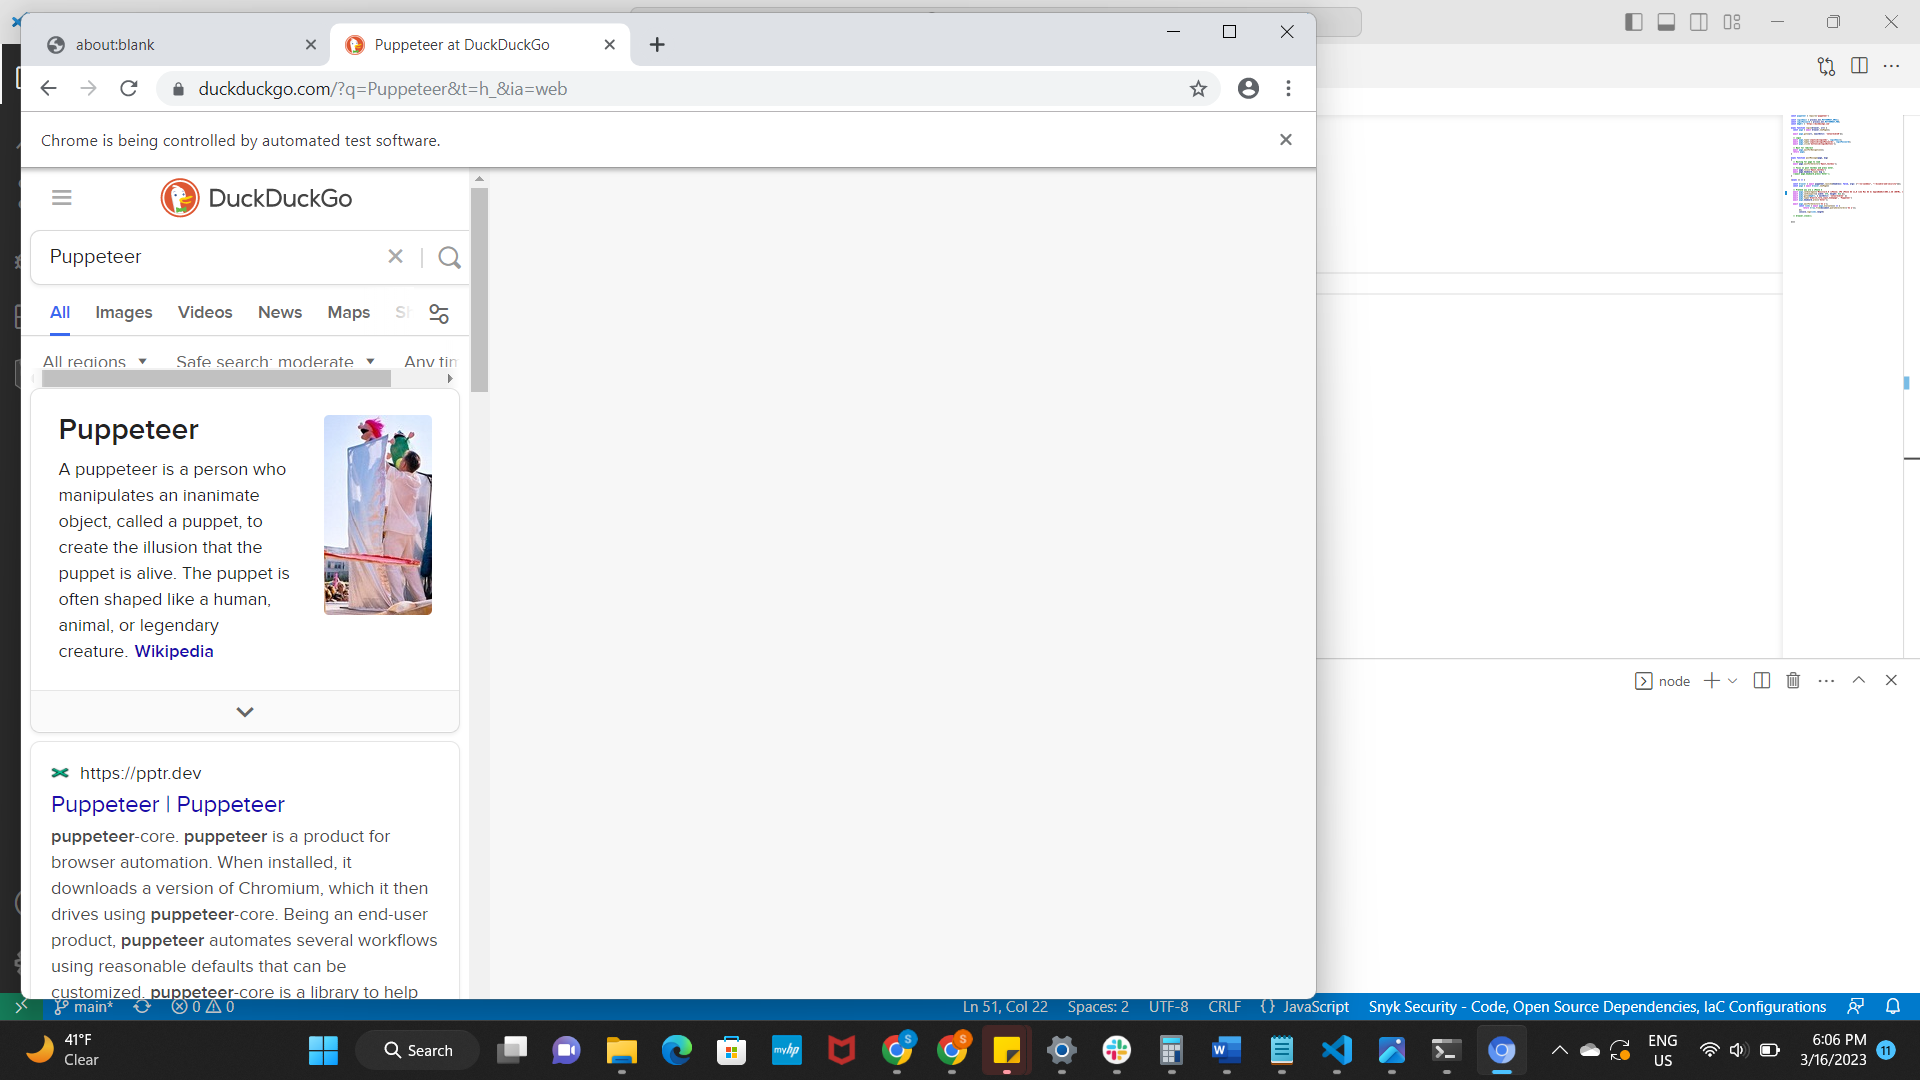 about:blank
Puppeteer at DuckDuckGo
duckduckgo.com/?q=Puppeteer&t=h_&ia=web
Chrome is being controlled by automated test software.
DuckDuckGo
Puppeteer
All Images Videos News Maps
All regions Safe search: moderate Any tim
Puppeteer
A puppeteer is a person who
manipulates an inanimate
object, called a puppet, to
create the illusion that the
puppet is alive. The puppet is
often shaped like a human,
animal, or legendary
creature. Wikipedia
https://pptr.dev
Puppeteer | Puppeteer
puppeteer-core. puppeteer is a product for
browser automation. When installed, it
downloads a version of Chromium, which it then
drives using puppeteer-core. Being an end-user
product, puppeteer automates several workflows
using reasonable defaults that can be
customized. puppeteer-core is a library to help
node
main* 0 0 Ln 51, Col 22 Spaces: 2 UTF-8 CRLF {} JavaScript Snyk Security - Code, Open Source Dependencies, IaC Configurations
41°F
Clear
Search
myhp
S
S
ENG
US
6:06 PM
3/16/2023
11